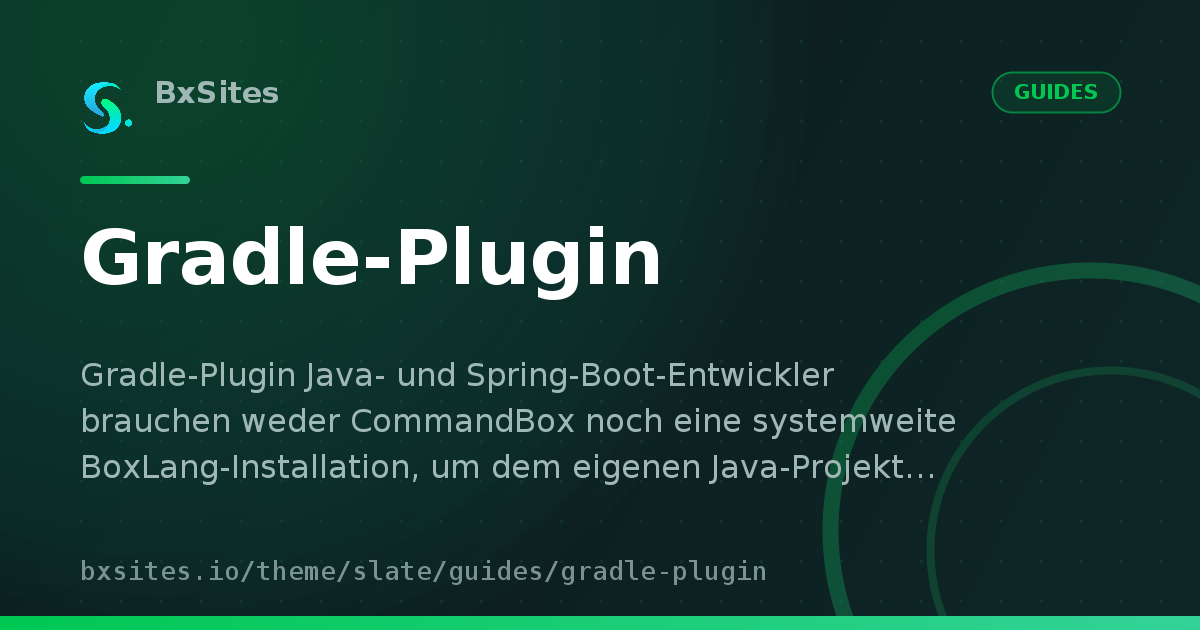 BxSites
GUIDES
Gradle-Plugin
Gradle-Plugin Java- und Spring-Boot-Entwickler
brauchen weder CommandBox noch eine systemweite
BoxLang-Installation, um dem eigenen Java-Projekt…
bxsites.io/theme/slate/guides/gradle-plugin